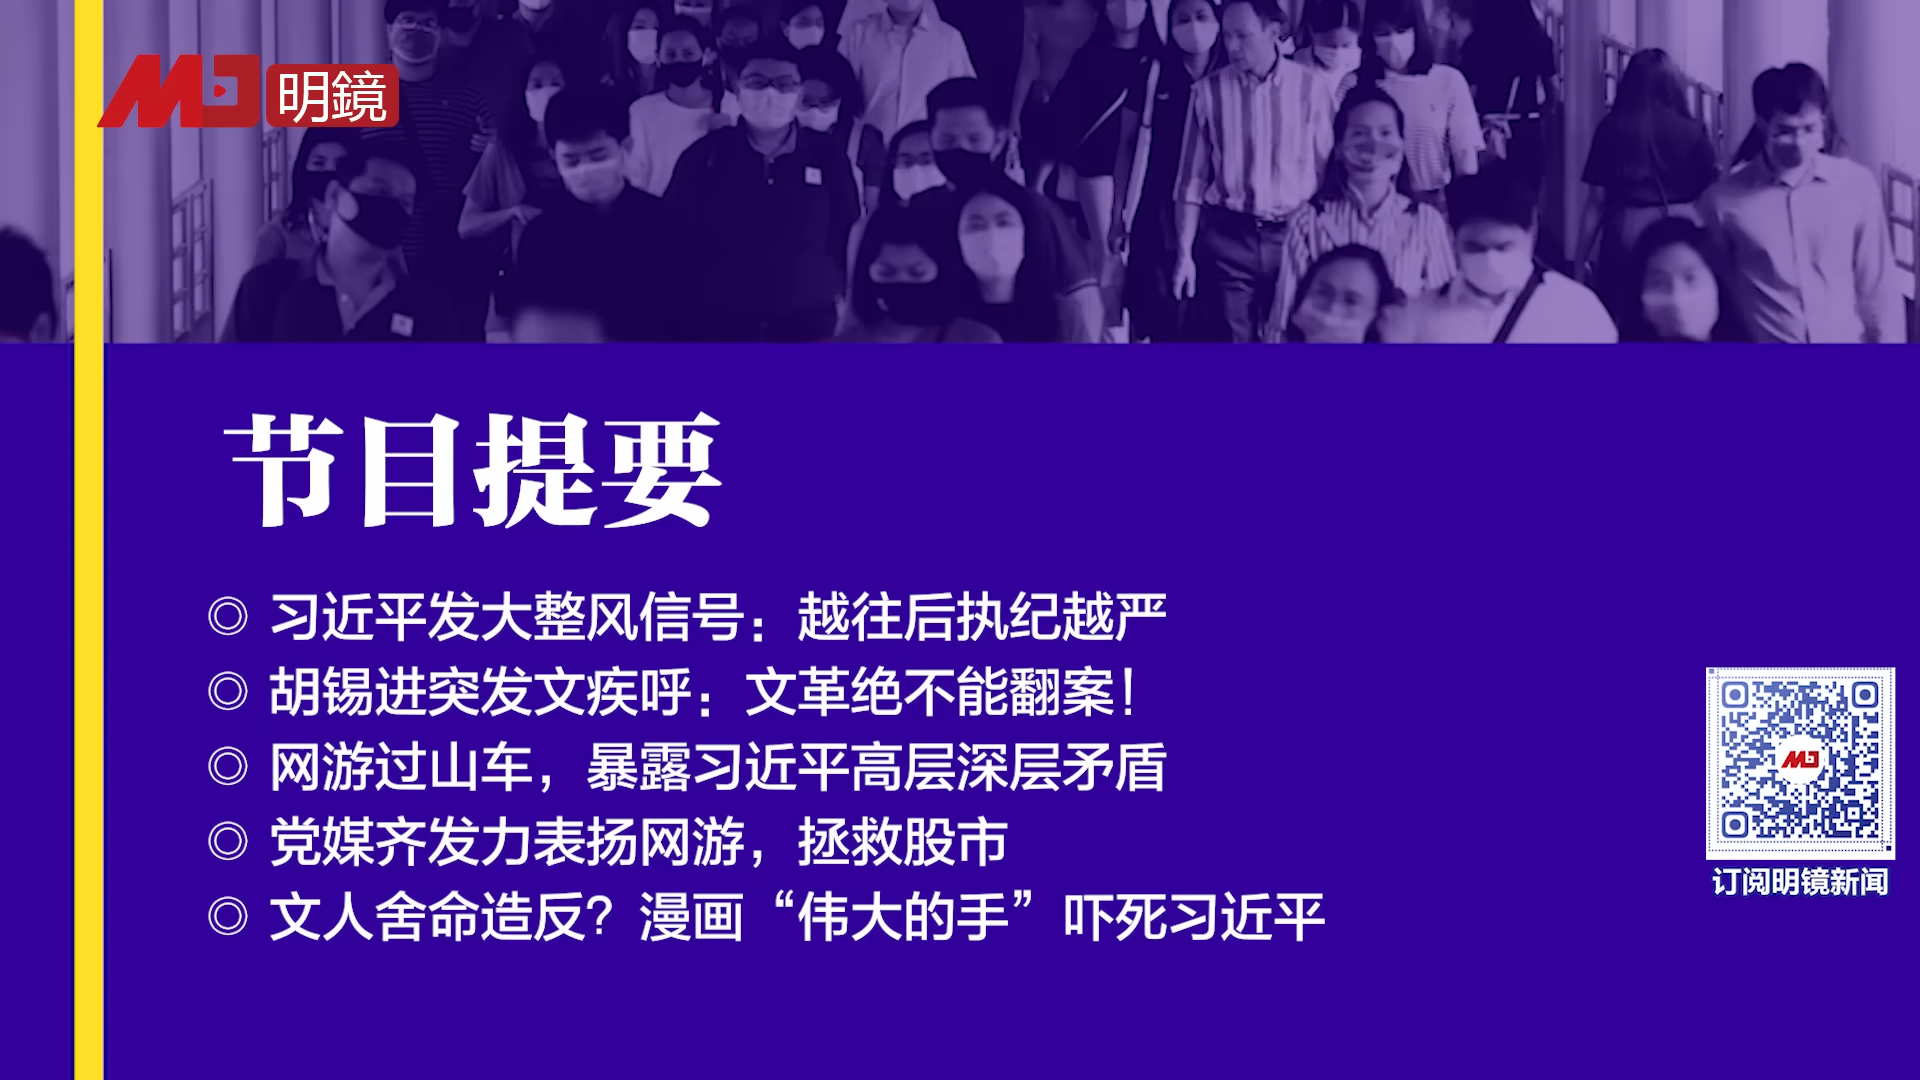 明鏡
节目提要
◎ 习近平发大整风信号：越往后执纪越严
◎ 胡锡进突发文疾呼：文革绝不能翻案！
◎ 网游过山车，暴露习近平高层深层矛盾
◎ 党媒齐发力表扬网游，拯救股市
◎ 文人舍命造反？漫画“伟大的手”吓死习近平
订阅明镜新闻